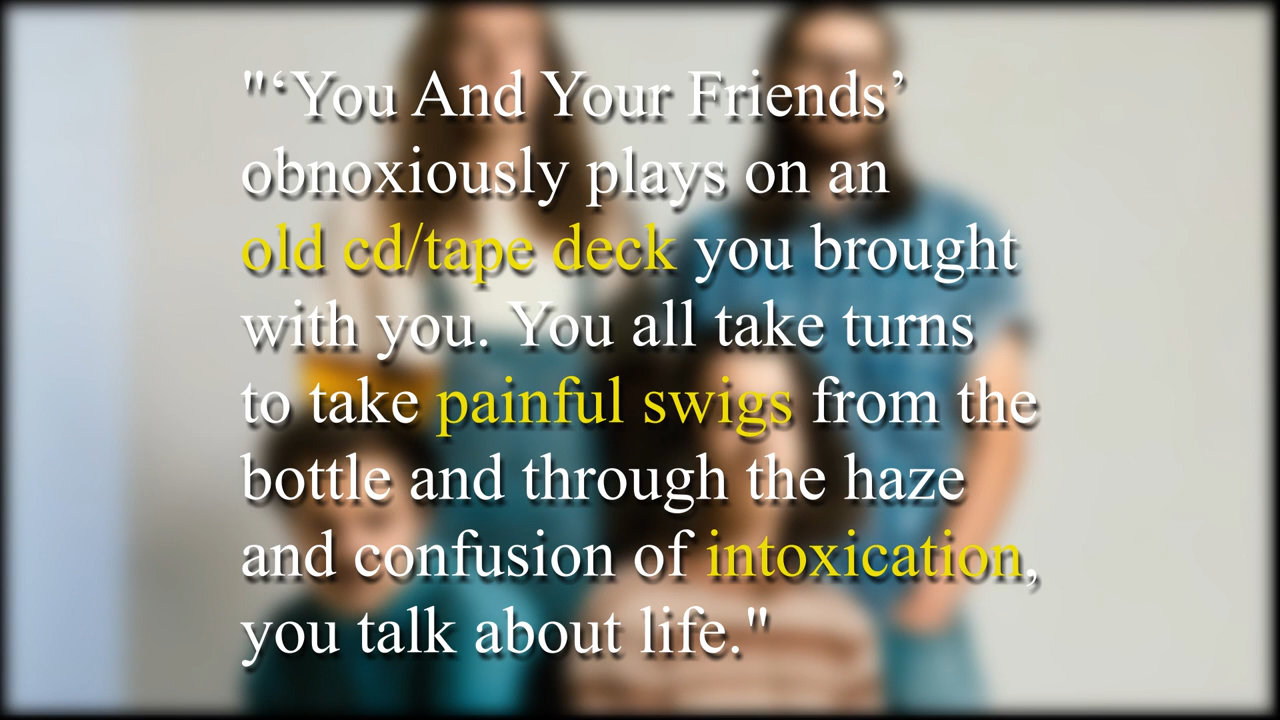 "‘You And Your Friends’
obnoxiously plays on an
old cd/tape deck you brought
with you. You all take turns
to take painful swigs from the
bottle and through the haze
and confusion of intoxication,
you talk about life."